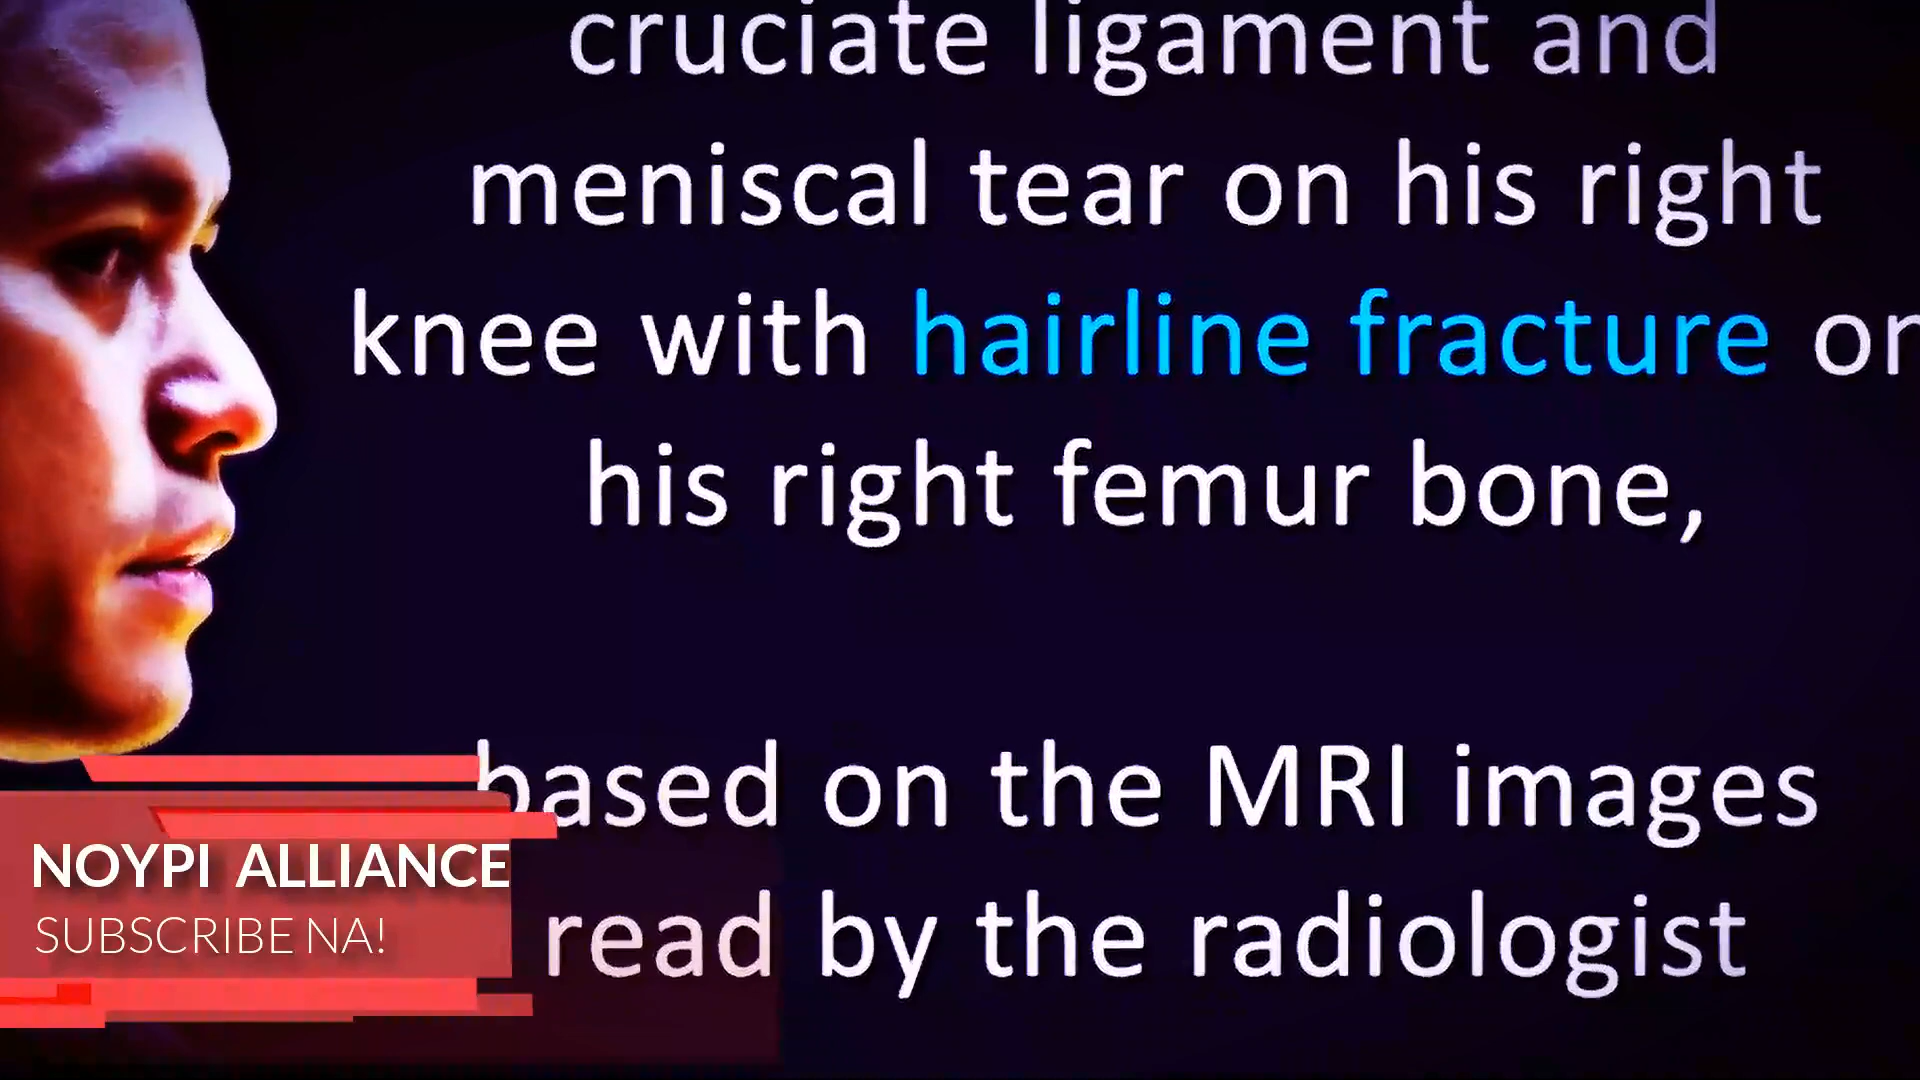 cruciate ligament and
meniscal tear on his right
knee with hairline fracture on
his right femur bone,
based on the MRI images
read by the radiologist
NOYPI ALLIANCE
SUBSCRIBE NA!